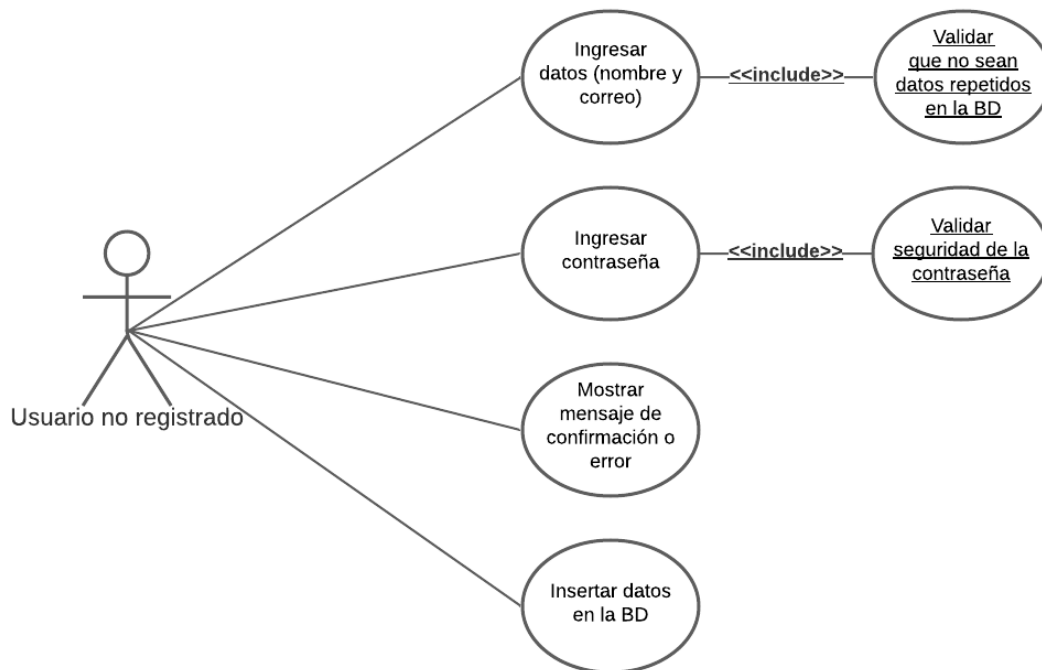 Ingresar
datos (nombre y
correo)
<<include>>
Validar
que no sean
datos repetidos
en la BD
Ingresar
contraseña
<<include>>
Validar
seguridad de la
contraseña
Usuario no registrado
Mostrar
mensaje de
confirmación o
error
Insertar datos
en la BD